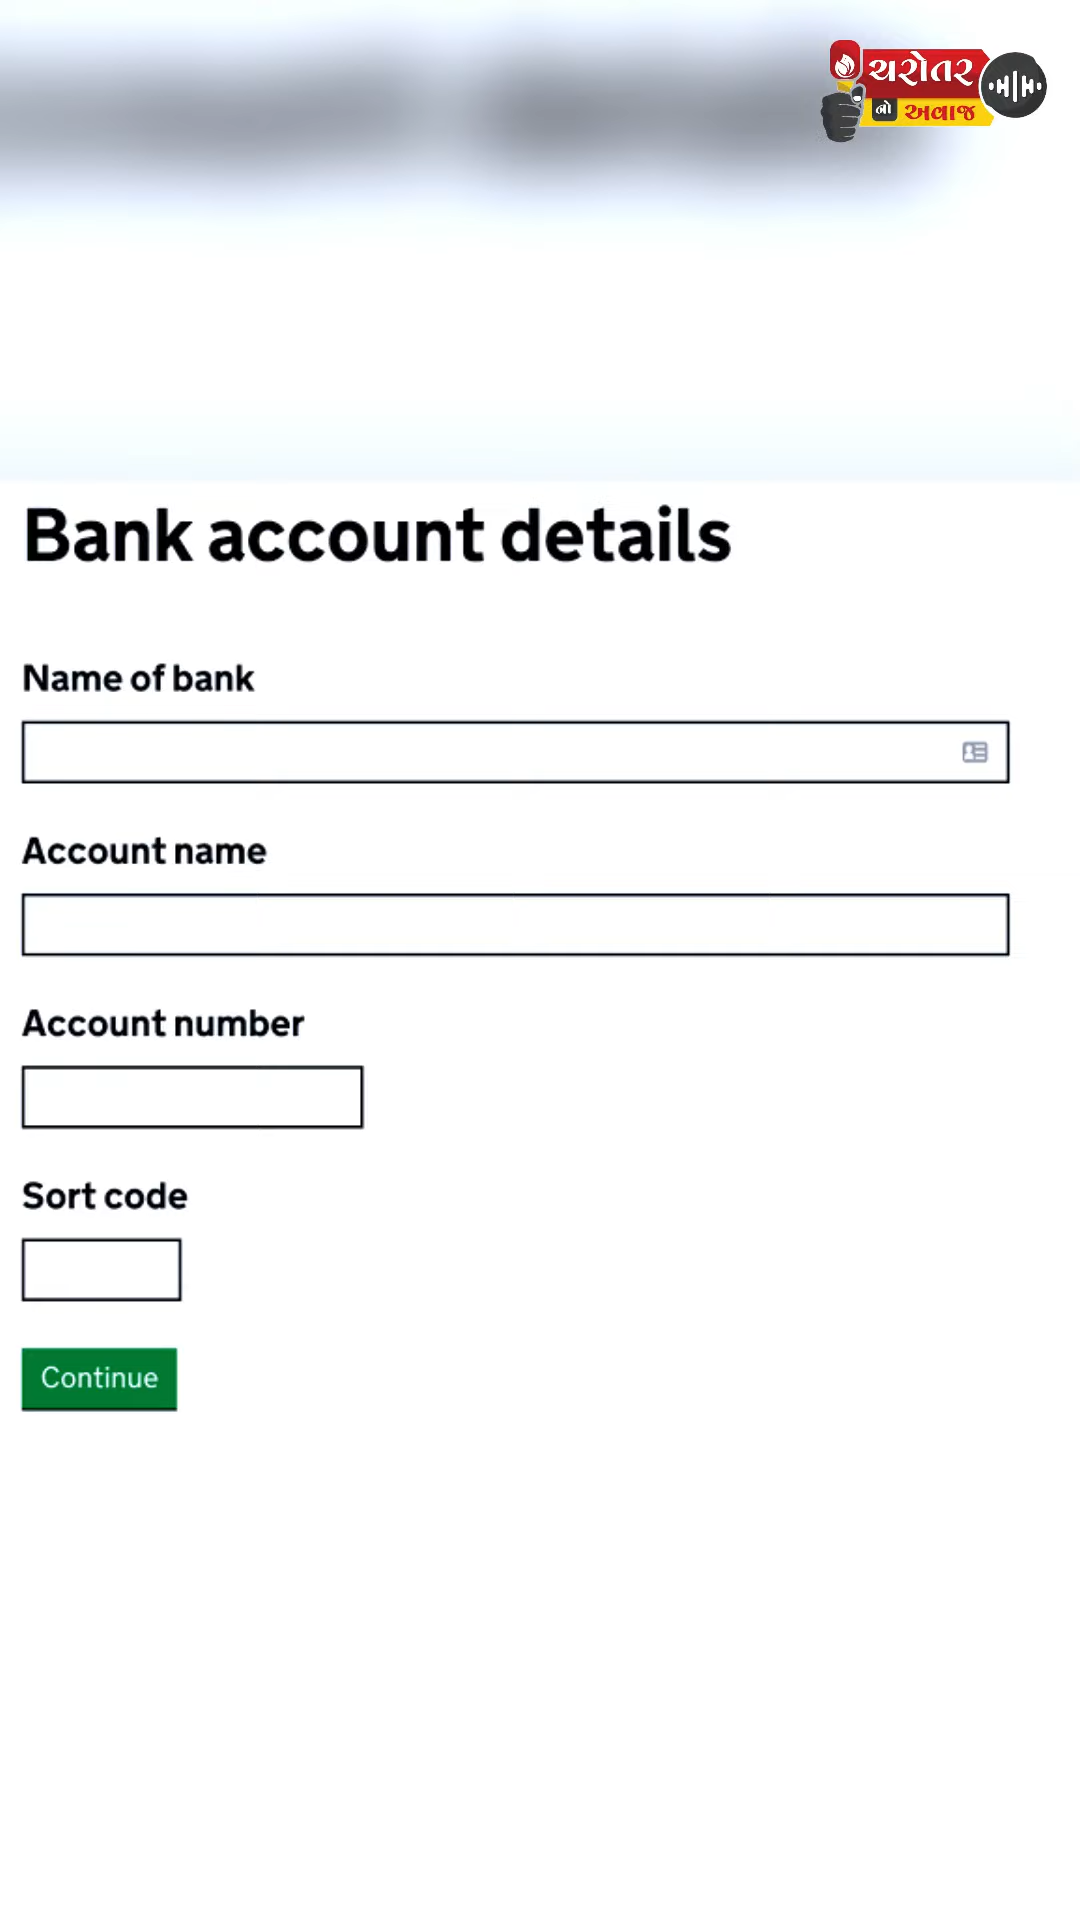 ચરોતર
નો અવાજ
Bank account details
Name of bank
Account name
Account number
Sort code
Continue